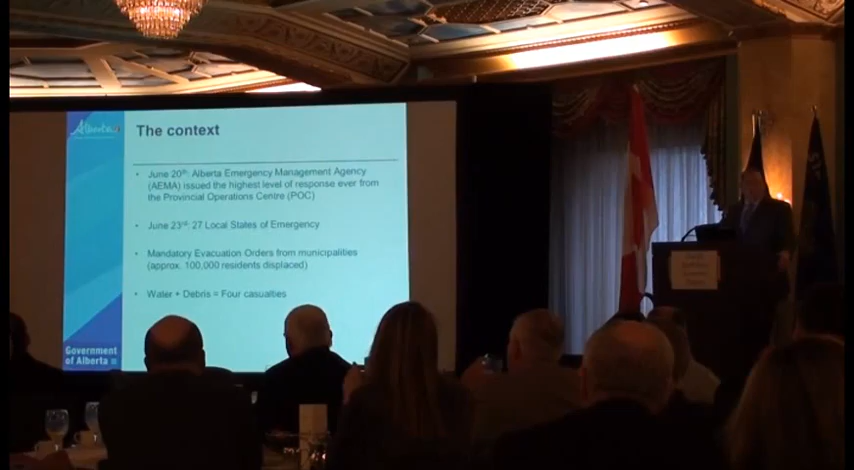 Alberta
The context
• June 20th: Alberta Emergency Management Agency
(AEMA) issued the highest level of response ever from
the Provincial Operations Centre (POC)
• June 23rd: 27 Local States of Emergency
• Mandatory Evacuation Orders from municipalities
(approx. 100,000 residents displaced)
• Water + Debris = Four casualties
Government
of Alberta